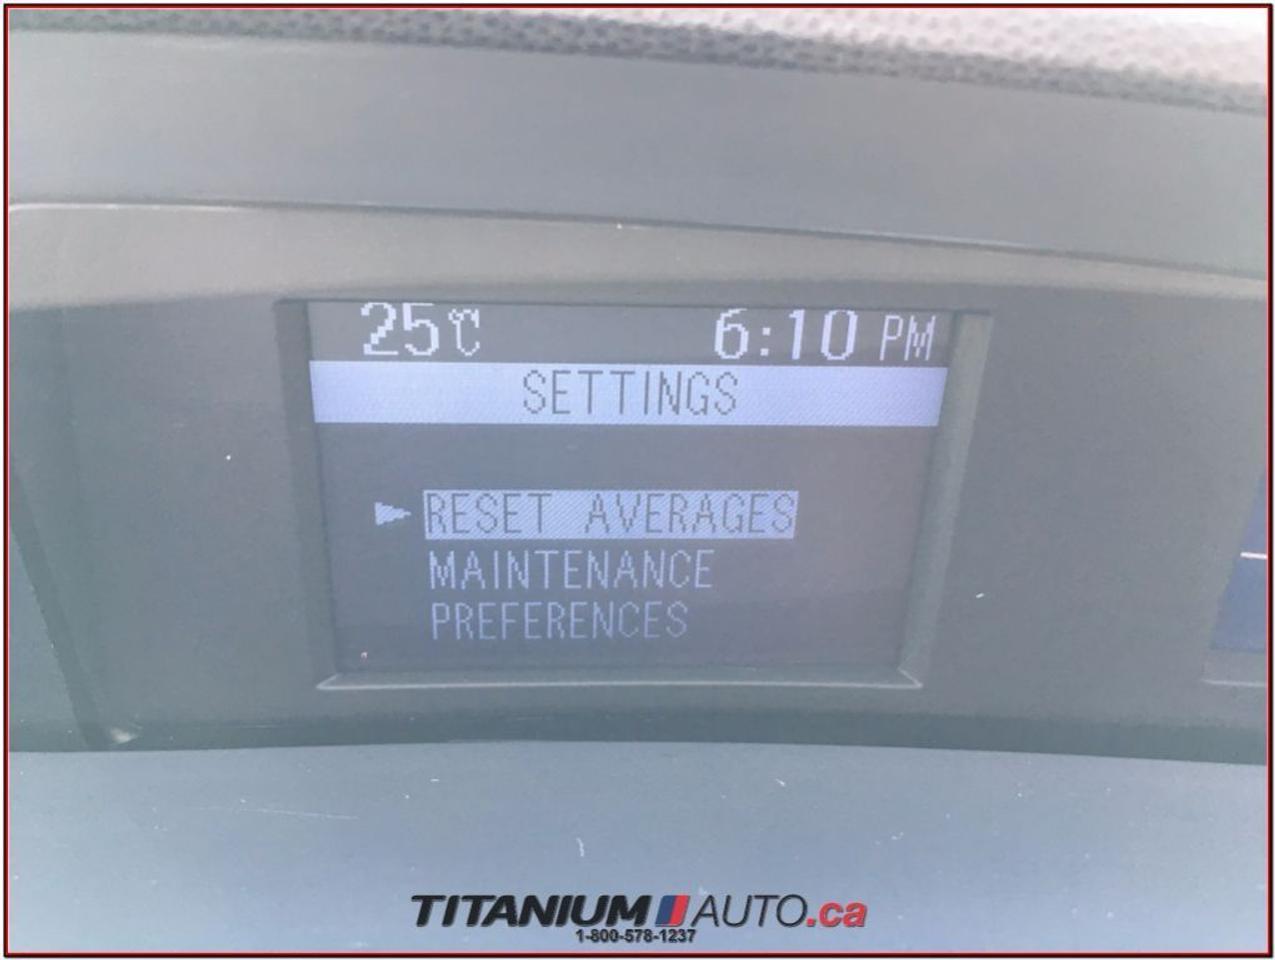 25℃ 6:10 PM
SETTINGS
RESET AVERAGES
MAINTENANCE
PREFERENCES
TITANIUM AUTO.ca
1-800-578-1237